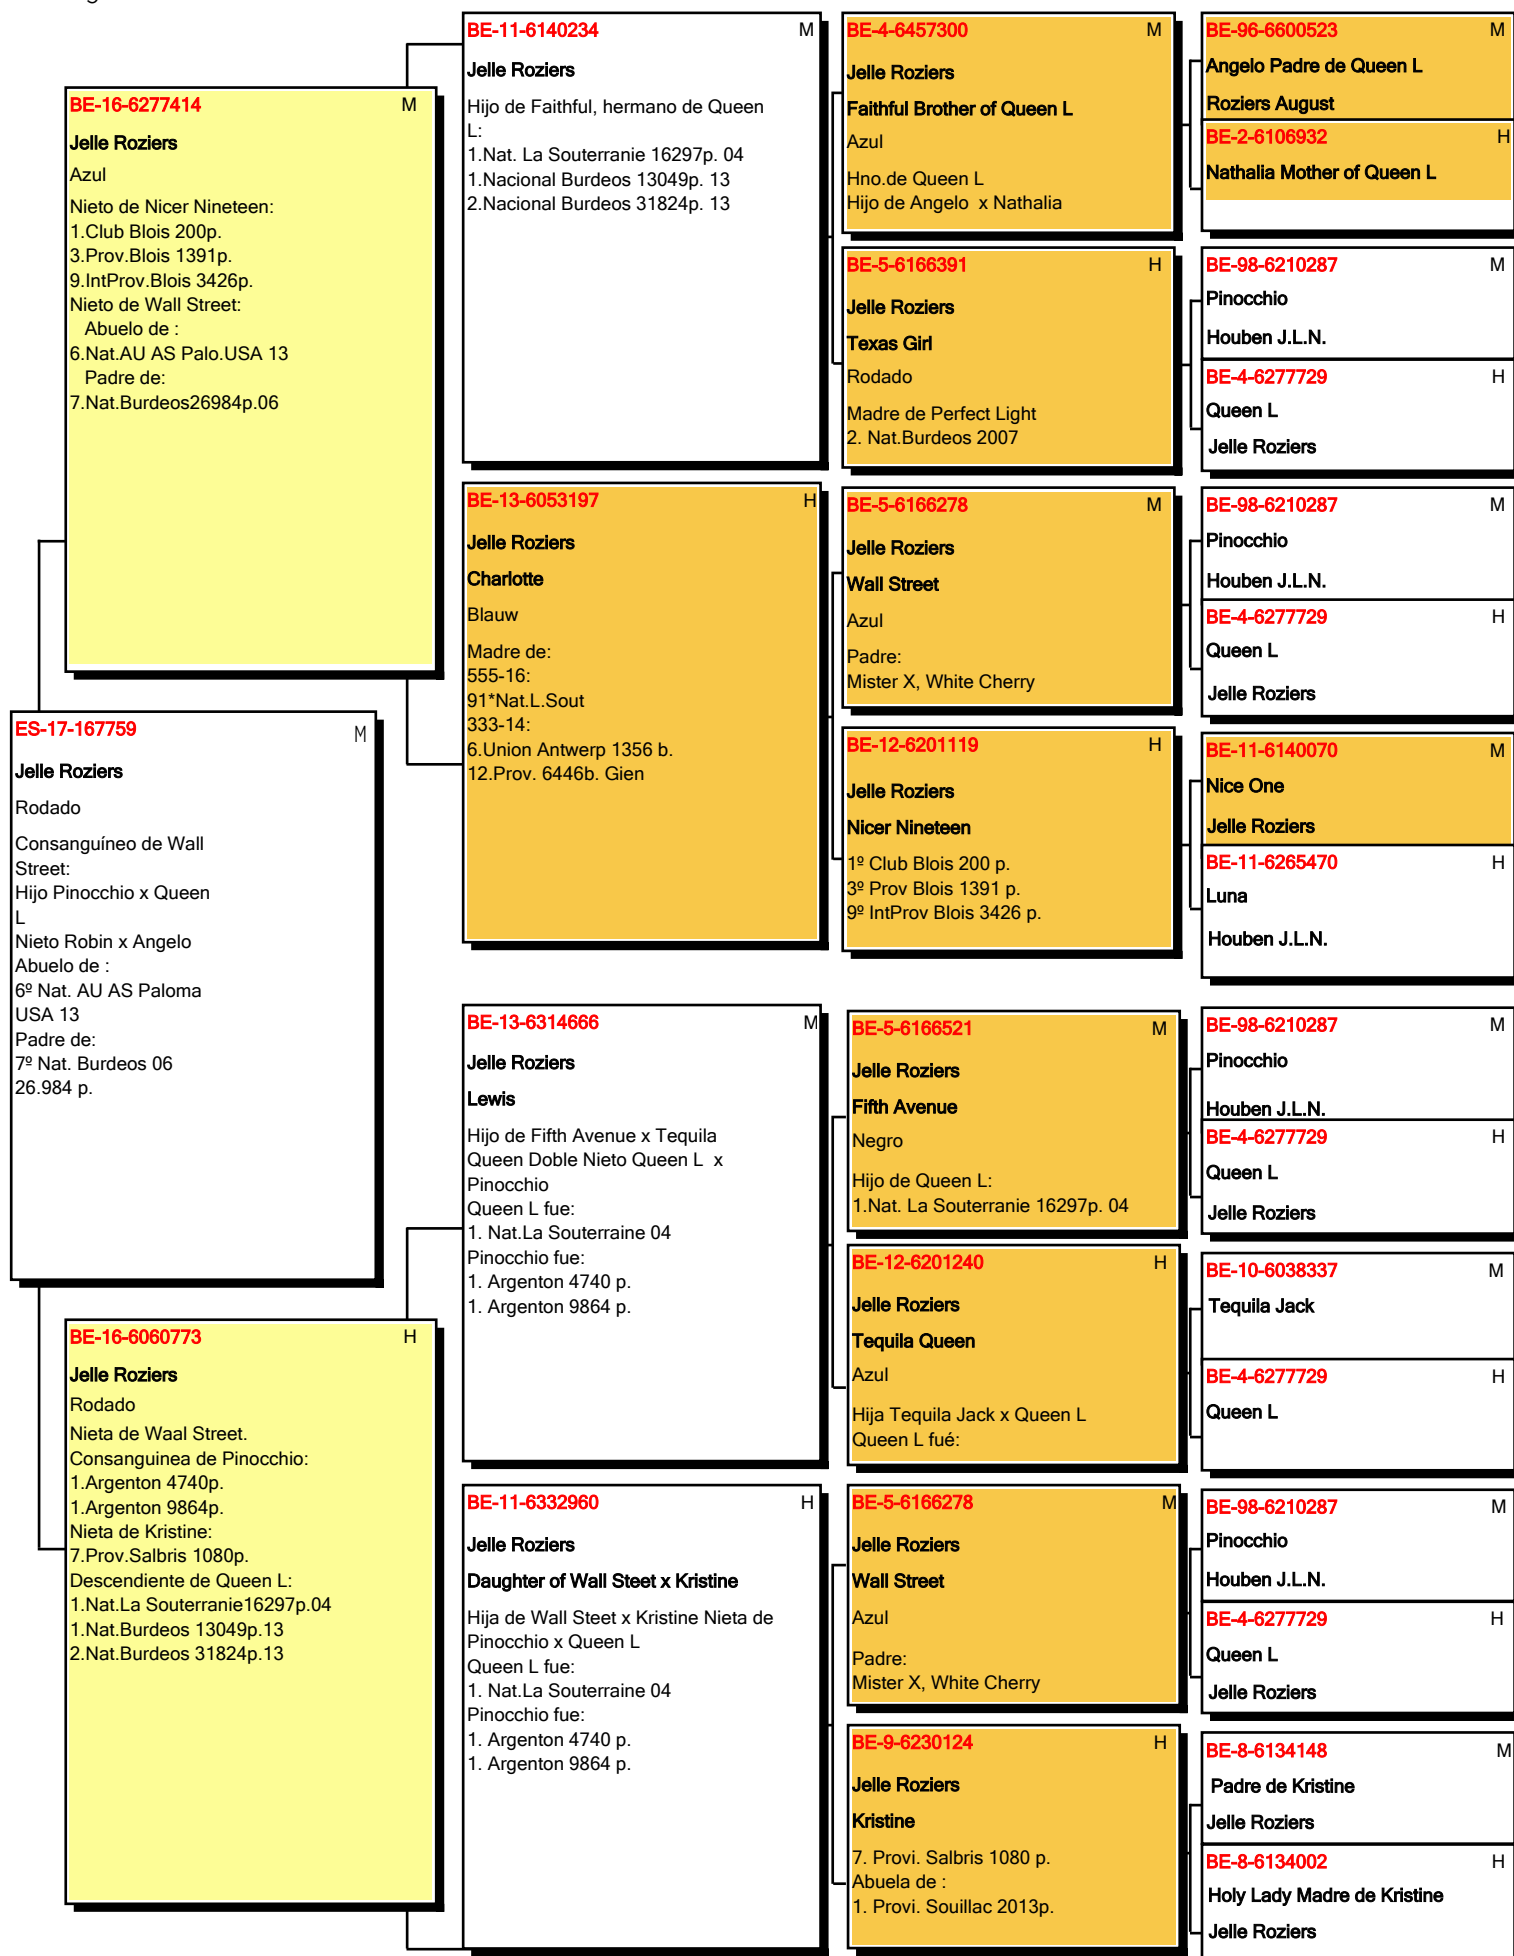 ES-17-167759 M
Jelle Roziers
Rodado
Consanguíneo de Wall
Street:
Hijo Pinocchio x Queen
L
Nieto Robin x Angelo
Abuelo de :
6º Nat. AU AS Paloma
USA 13
Padre de:
7º Nat. Burdeos 06
26.984 p.
BE-16-6277414 M
Jelle Roziers
Azul
Nieto de Nicer Nineteen:
1.Club Blois 200p.
3.Prov.Blois 1391p.
9.IntProv.Blois 3426p.
Nieto de Wall Street:
Abuelo de :
6.Nat.AU AS Palo.USA 13
Padre de:
7.Nat.Burdeos26984p.06
BE-16-6060773 H
Jelle Roziers
Rodado
Nieta de Waal Street.
Consanguinea de Pinocchio:
1.Argenton 4740p.
1.Argenton 9864p.
Nieta de Kristine:
7.Prov.Salbris 1080p.
Descendiente de Queen L:
1.Nat.La Souterranie16297p.04
1.Nat.Burdeos 13049p.13
2.Nat.Burdeos 31824p.13
BE-11-6140234 M
Jelle Roziers
Hijo de Faithful, hermano de Queen
L:
1.Nat. La Souterranie 16297p. 04
1.Nacional Burdeos 13049p. 13
2.Nacional Burdeos 31824p. 13
BE-13-6053197 H
Jelle Roziers
Charlotte
Blauw
Madre de:
555-16:
91*Nat.L.Sout
333-14:
6.Union Antwerp 1356 b.
12.Prov. 6446b. Gien
BE-13-6314666 M
Jelle Roziers
Lewis
Hijo de Fifth Avenue x Tequila
Queen Doble Nieto Queen L x
Pinocchio
Queen L fue:
1. Nat.La Souterraine 04
Pinocchio fue:
1. Argenton 4740 p.
1. Argenton 9864 p.
BE-11-6332960 H
Jelle Roziers
Daughter of Wall Steet x Kristine
Hija de Wall Steet x Kristine Nieta de
Pinocchio x Queen L
Queen L fue:
1. Nat.La Souterraine 04
Pinocchio fue:
1. Argenton 4740 p.
1. Argenton 9864 p.
BE-4-6457300 M
Jelle Roziers
Faithful Brother of Queen L
Azul
Hno.de Queen L
Hijo de Angelo x Nathalia
BE-5-6166391 H
Jelle Roziers
Texas Girl
Rodado
Madre de Perfect Light
2. Nat.Burdeos 2007
BE-5-6166278 M
Jelle Roziers
Wall Street
Azul
Padre:
Mister X, White Cherry
BE-12-6201119 H
Jelle Roziers
Nicer Nineteen
1º Club Blois 200 p.
3º Prov Blois 1391 p.
9º IntProv Blois 3426 p.
BE-5-6166521 M
Jelle Roziers
Fifth Avenue
Negro
Hijo de Queen L:
1.Nat. La Souterranie 16297p. 04
BE-12-6201240 H
Jelle Roziers
Tequila Queen
Azul
Hija Tequila Jack x Queen L
Queen L fué:
BE-5-6166278 M
Jelle Roziers
Wall Street
Azul
Padre:
Mister X, White Cherry
BE-9-6230124 H
Jelle Roziers
Kristine
7. Provi. Salbris 1080 p.
Abuela de :
1. Provi. Souillac 2013p.
BE-96-6600523 M
Angelo Padre de Queen L
Roziers August
BE-2-6106932 H
Nathalia Mother of Queen L
BE-98-6210287 M
Pinocchio
Houben J.L.N.
BE-4-6277729 H
Queen L
Jelle Roziers
BE-98-6210287 M
Pinocchio
Houben J.L.N.
BE-4-6277729 H
Queen L
Jelle Roziers
BE-11-6140070 M
Nice One
Jelle Roziers
BE-11-6265470 H
Luna
Houben J.L.N.
BE-98-6210287 M
Pinocchio
Houben J.L.N.
BE-4-6277729 H
Queen L
Jelle Roziers
BE-10-6038337 M
Tequila Jack
BE-4-6277729 H
Queen L
BE-98-6210287 M
Pinocchio
Houben J.L.N.
BE-4-6277729 H
Queen L
Jelle Roziers
BE-8-6134148 M
Padre de Kristine
Jelle Roziers
BE-8-6134002 H
Holy Lady Madre de Kristine
Jelle Roziers